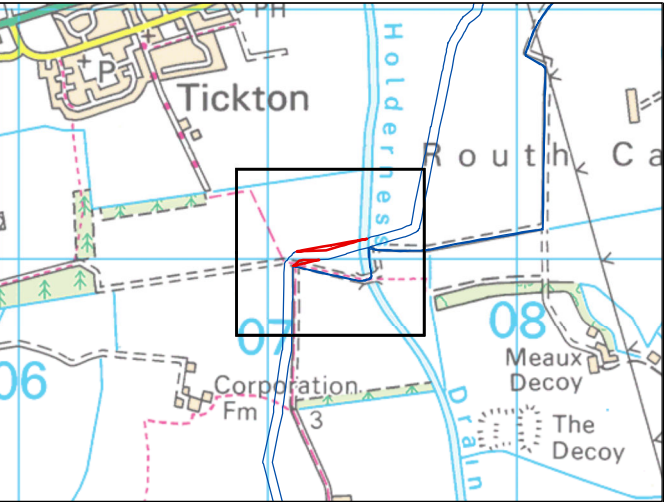 PH
P
Tickton
Holderness
Routh Ca
07
08
06
Meaux
Decoy
Corporation
Fm
3
The
Decoy
Drain